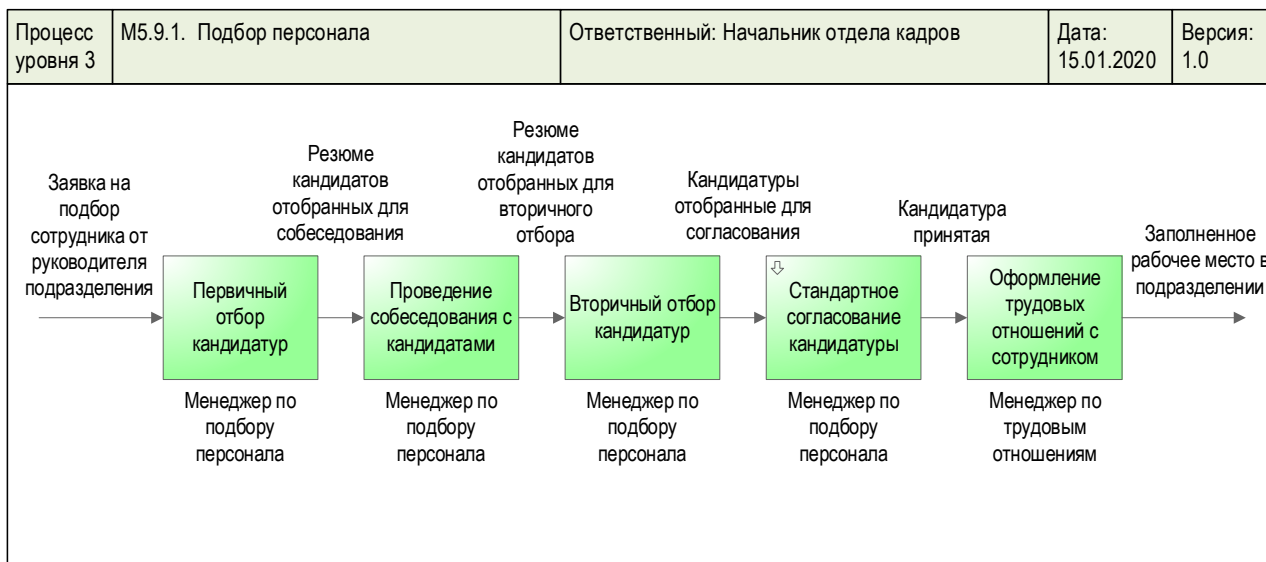 Процесс
уровня 3
М5.9.1.  Подбор персонала
Ответственный: Начальник отдела кадров
Дата:
15.01.2020
Версия:
1.0
Заявка на
подбор
сотрудника от
руководителя
подразделения
Резюме
кандидатов
отобранных для
собеседования
Резюме
кандидатов
отобранных для
вторичного
отбора
Кандидатуры
отобранные для
согласования
Кандидатура
принятая
Заполненное
рабочее место в
подразделении
Первичный
отбор
кандидатур
Проведение
собеседования с
кандидатами
Вторичный отбор
кандидатур
Стандартное
согласование
кандидатуры
Оформление
трудовых
отношений с
сотрудником
Менеджер по
подбору
персонала
Менеджер по
подбору
персонала
Менеджер по
подбору
персонала
Менеджер по
подбору
персонала
Менеджер по
трудовым
отношениям